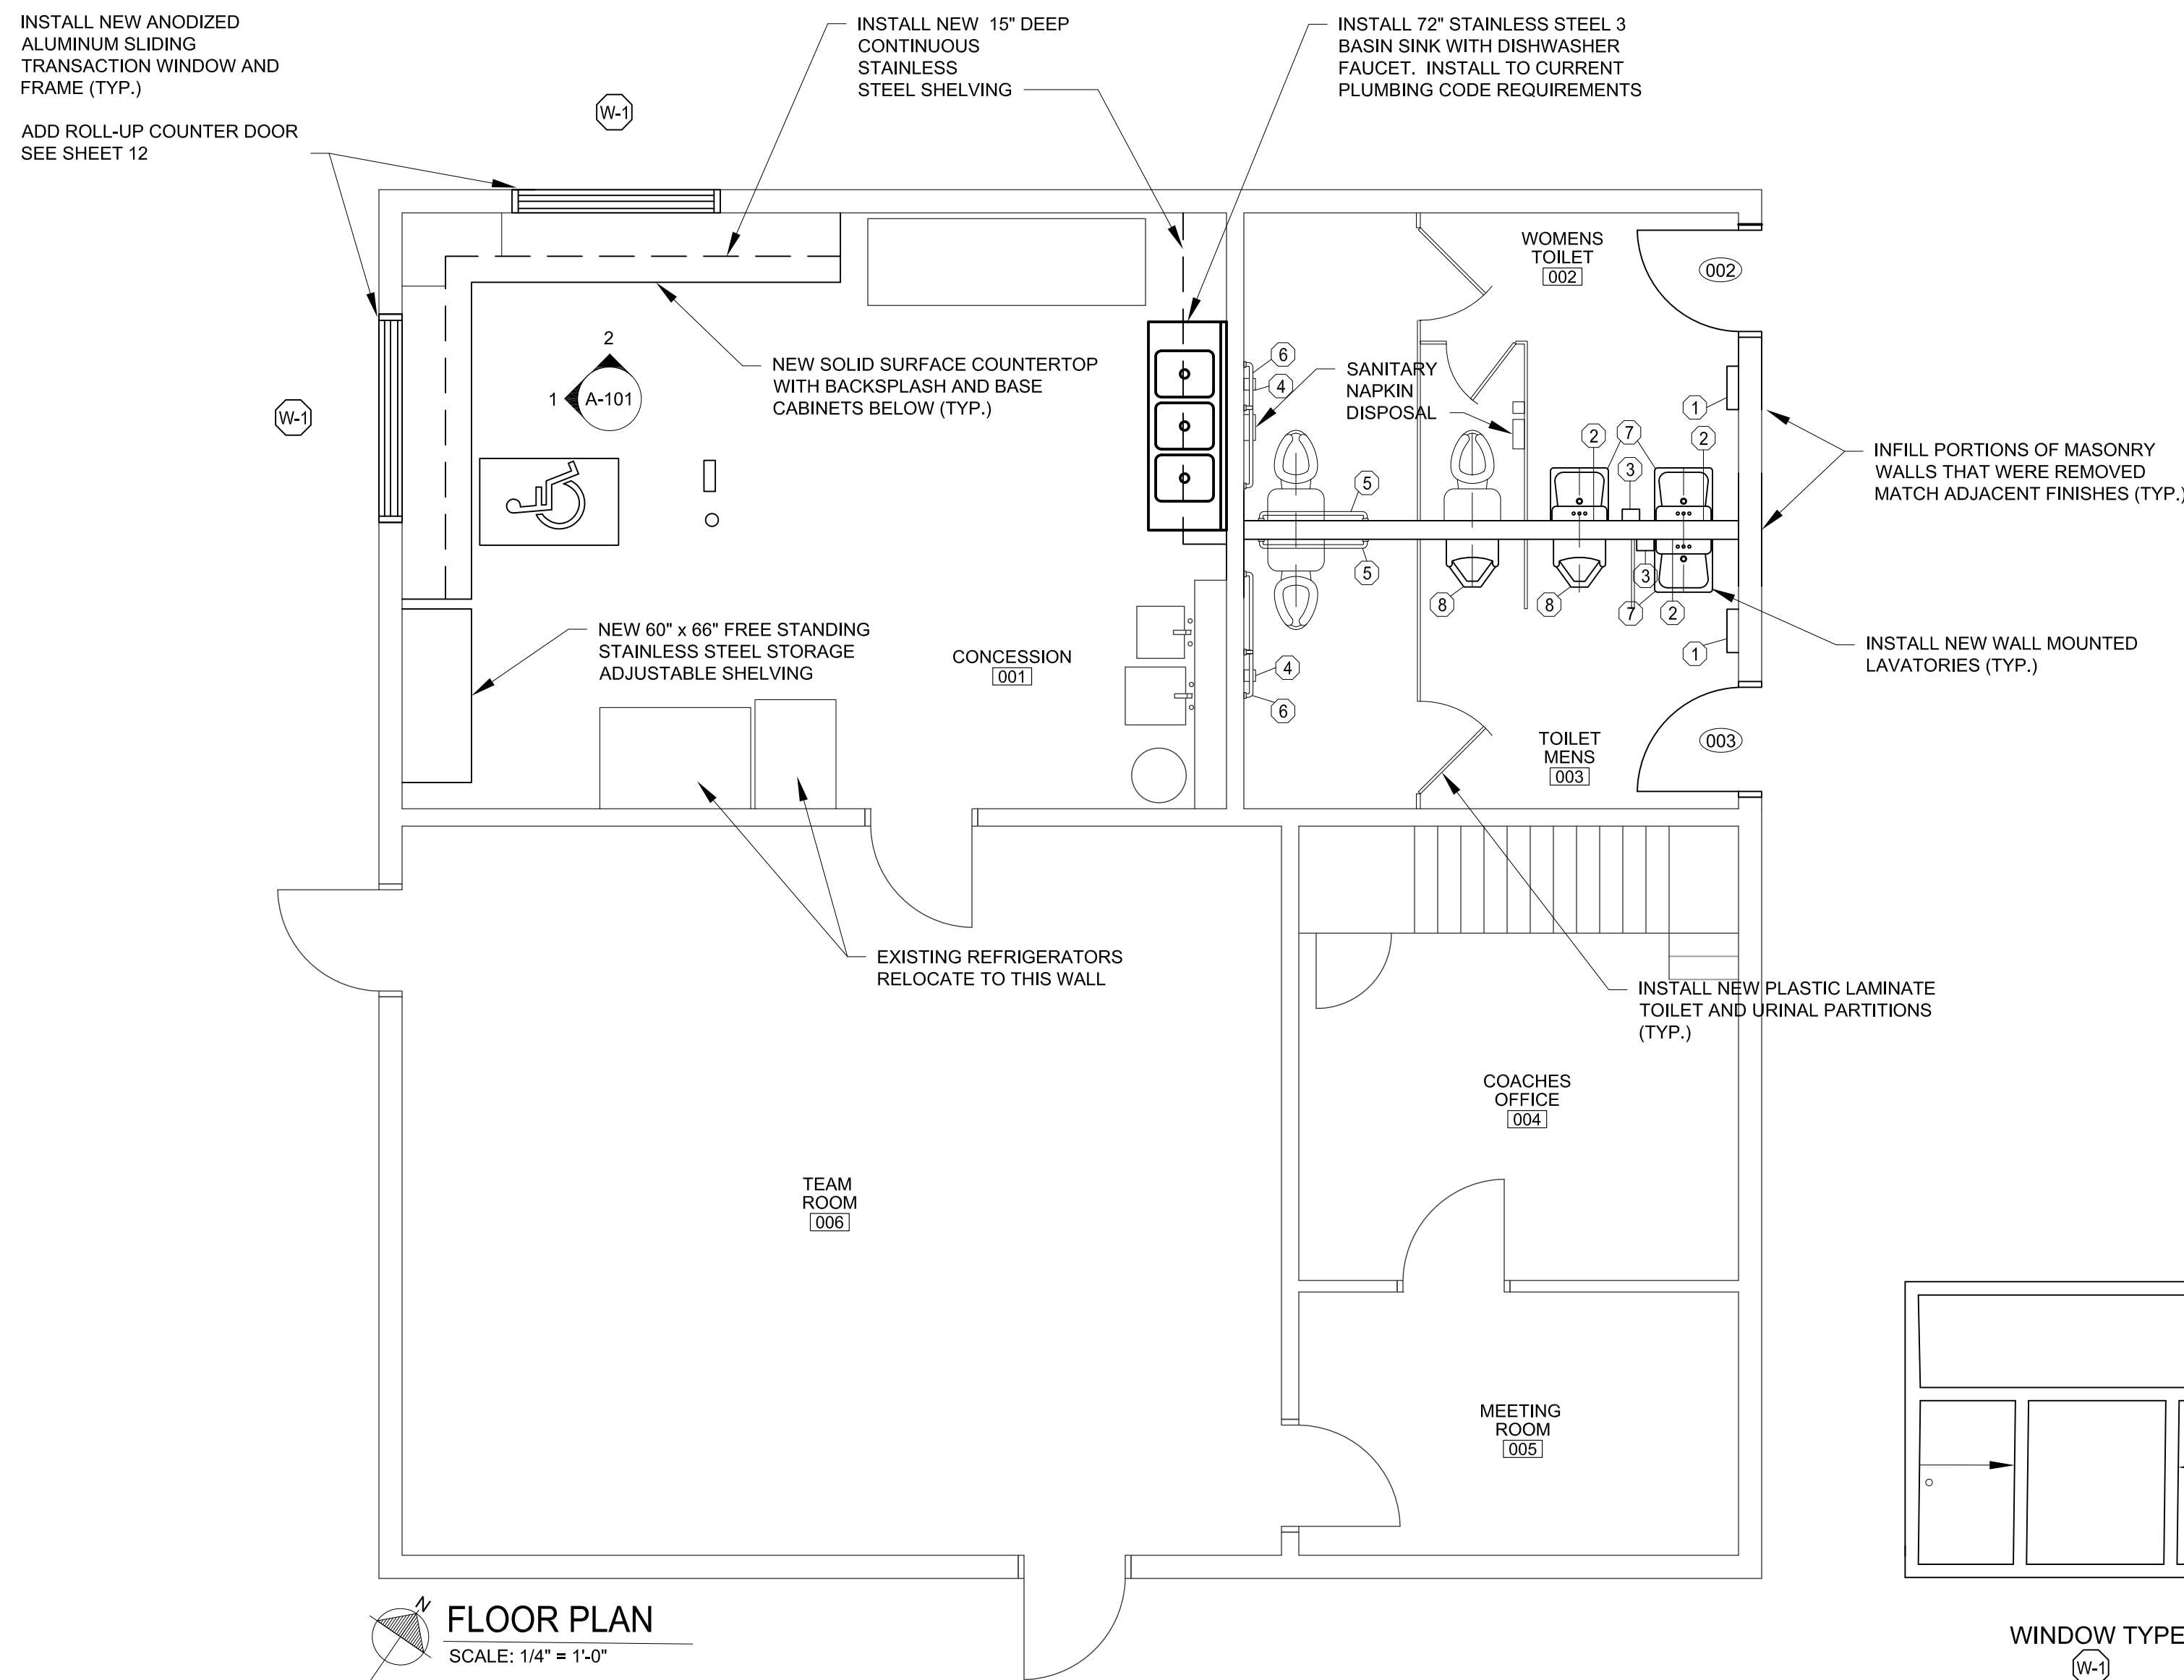 INSTALL NEW ANODIZED
ALUMINUM SLIDING
TRANSACTION WINDOW AND
FRAME (TYP.)
ADD ROLL-UP COUNTER DOOR
SEE SHEET 12
W-1
INSTALL NEW 15" DEEP
CONTINUOUS
STAINLESS
STEEL SHELVING
INSTALL 72" STAINLESS STEEL 3
BASIN SINK WITH DISHWASHER
FAUCET. INSTALL TO CURRENT
PLUMBING CODE REQUIREMENTS
WOMENS
TOILET
002
002
2
1 A-101
W-1
NEW SOLID SURFACE COUNTERTOP
WITH BACKSPLASH AND BASE
CABINETS BELOW (TYP.)
6
4
SANITARY
NAPKIN
DISPOSAL
1
2
7
2
3
5
INFILL PORTIONS OF MASONRY
WALLS THAT WERE REMOVED
MATCH ADJACENT FINISHES (TYP.)
5
8
8
3
7
2
1
INSTALL NEW WALL MOUNTED
LAVATORIES (TYP.)
4
6
NEW 60" x 66" FREE STANDING
STAINLESS STEEL STORAGE
ADJUSTABLE SHELVING
CONCESSION
001
TOILET
MENS
003
003
EXISTING REFRIGERATORS
RELOCATE TO THIS WALL
INSTALL NEW PLASTIC LAMINATE
TOILET AND URINAL PARTITIONS
(TYP.)
COACHES
OFFICE
004
TEAM
ROOM
006
MEETING
ROOM
005
N
FLOOR PLAN
SCALE: 1/4" = 1'-0"
WINDOW TYPE
W-1